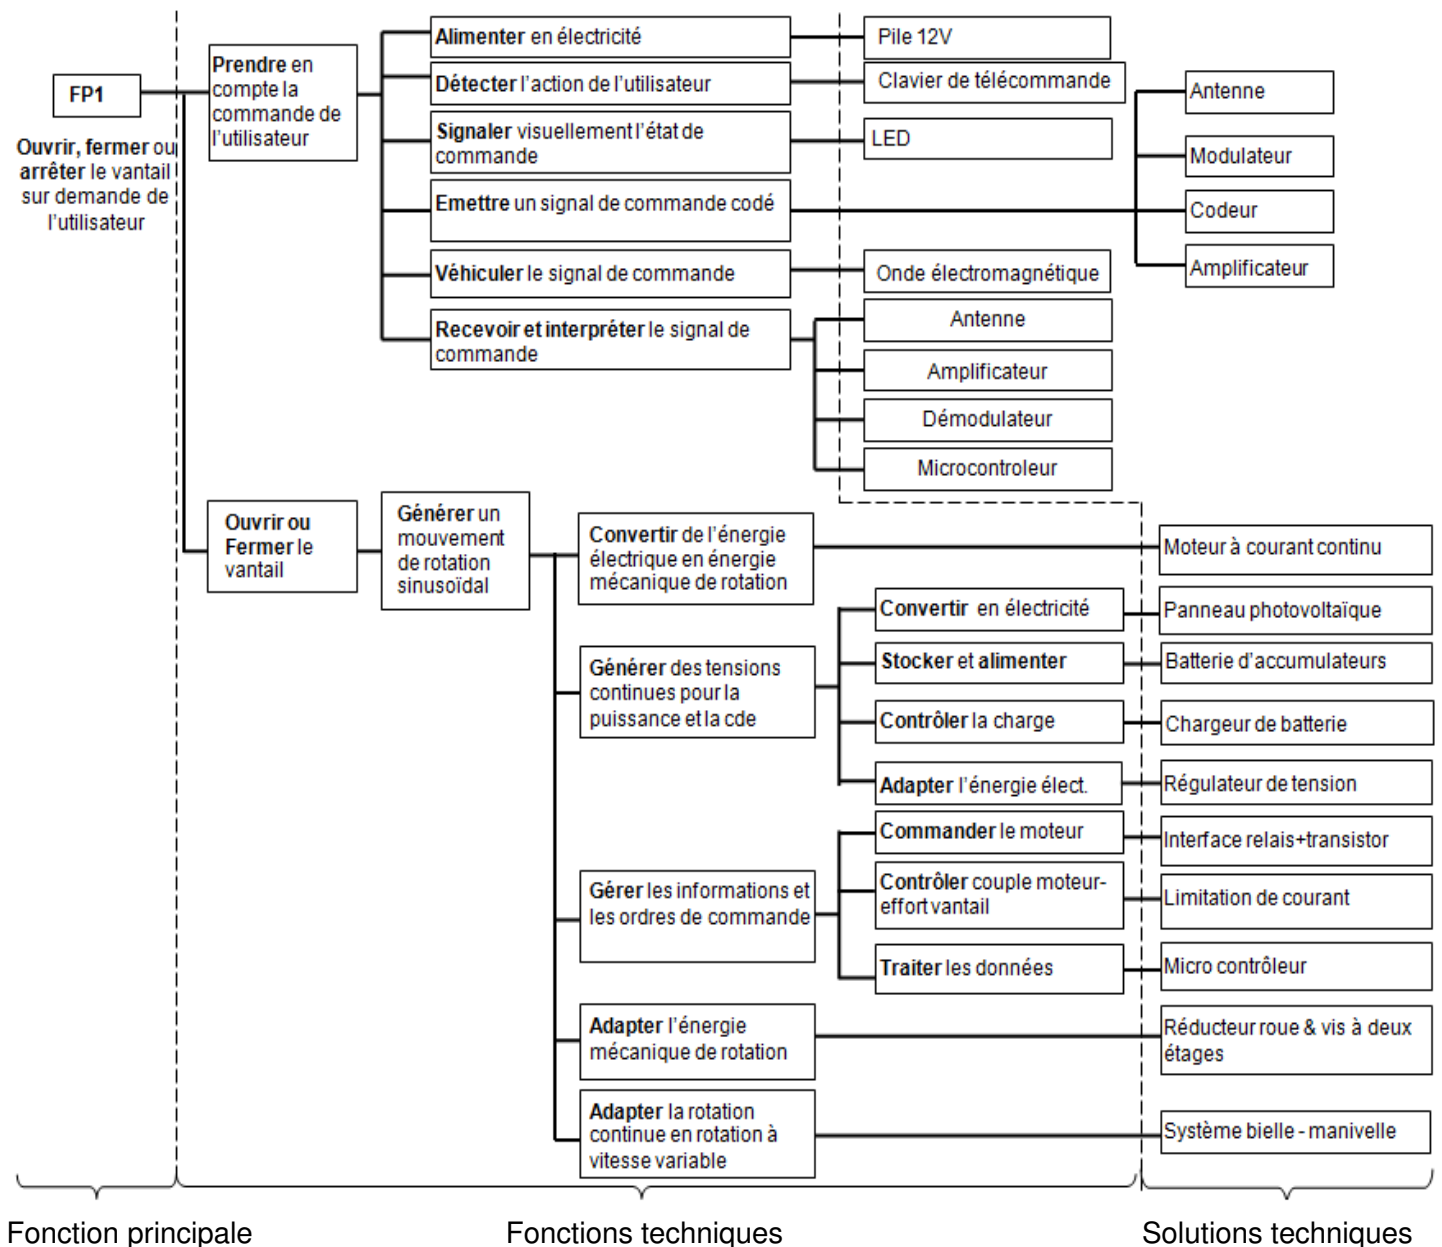 FP1
Ouvrir, fermer ou
arrêter le vantail
sur demande de
l'utilisateur
Prendre en
compte la
commande de
l'utilisateur
Alimenter en électricité
Pile 12V
Détecter l'action de l'utilisateur
Clavier de télécommande
Signaler visuellement l'état de
commande
LED
Emettre un signal de commande codé
Antenne
Modulateur
Codeur
Amplificateur
Véhiculer le signal de commande
Onde électromagnétique
Recevoir et interpréter le signal de
commande
Antenne
Amplificateur
Démodulateur
Microcontroleur
Ouvrir ou
Fermer le
vantail
Générer un
mouvement
de rotation
sinusoïdal
Convertir de l'énergie
électrique en énergie
mécanique de rotation
Moteur à courant continu
Générer des tensions
continues pour la
puissance et la cde
Convertir en électricité
Panneau photovoltaïque
Stocker et alimenter
Batterie d'accumulateurs
Contrôler la charge
Chargeur de batterie
Adapter l'énergie élect.
Régulateur de tension
Gérer les informations et
les ordres de commande
Commander le moteur
Interface relais+transistor
Contrôler couple moteur-
effort vantail
Limitation de courant
Traiter les données
Micro contrôleur
Adapter l'énergie
mécanique de rotation
Réducteur roue & vis à deux
étages
Adapter la rotation
continue en rotation à
vitesse variable
Système bielle - manivelle
Fonction principale
Fonctions techniques
Solutions techniques